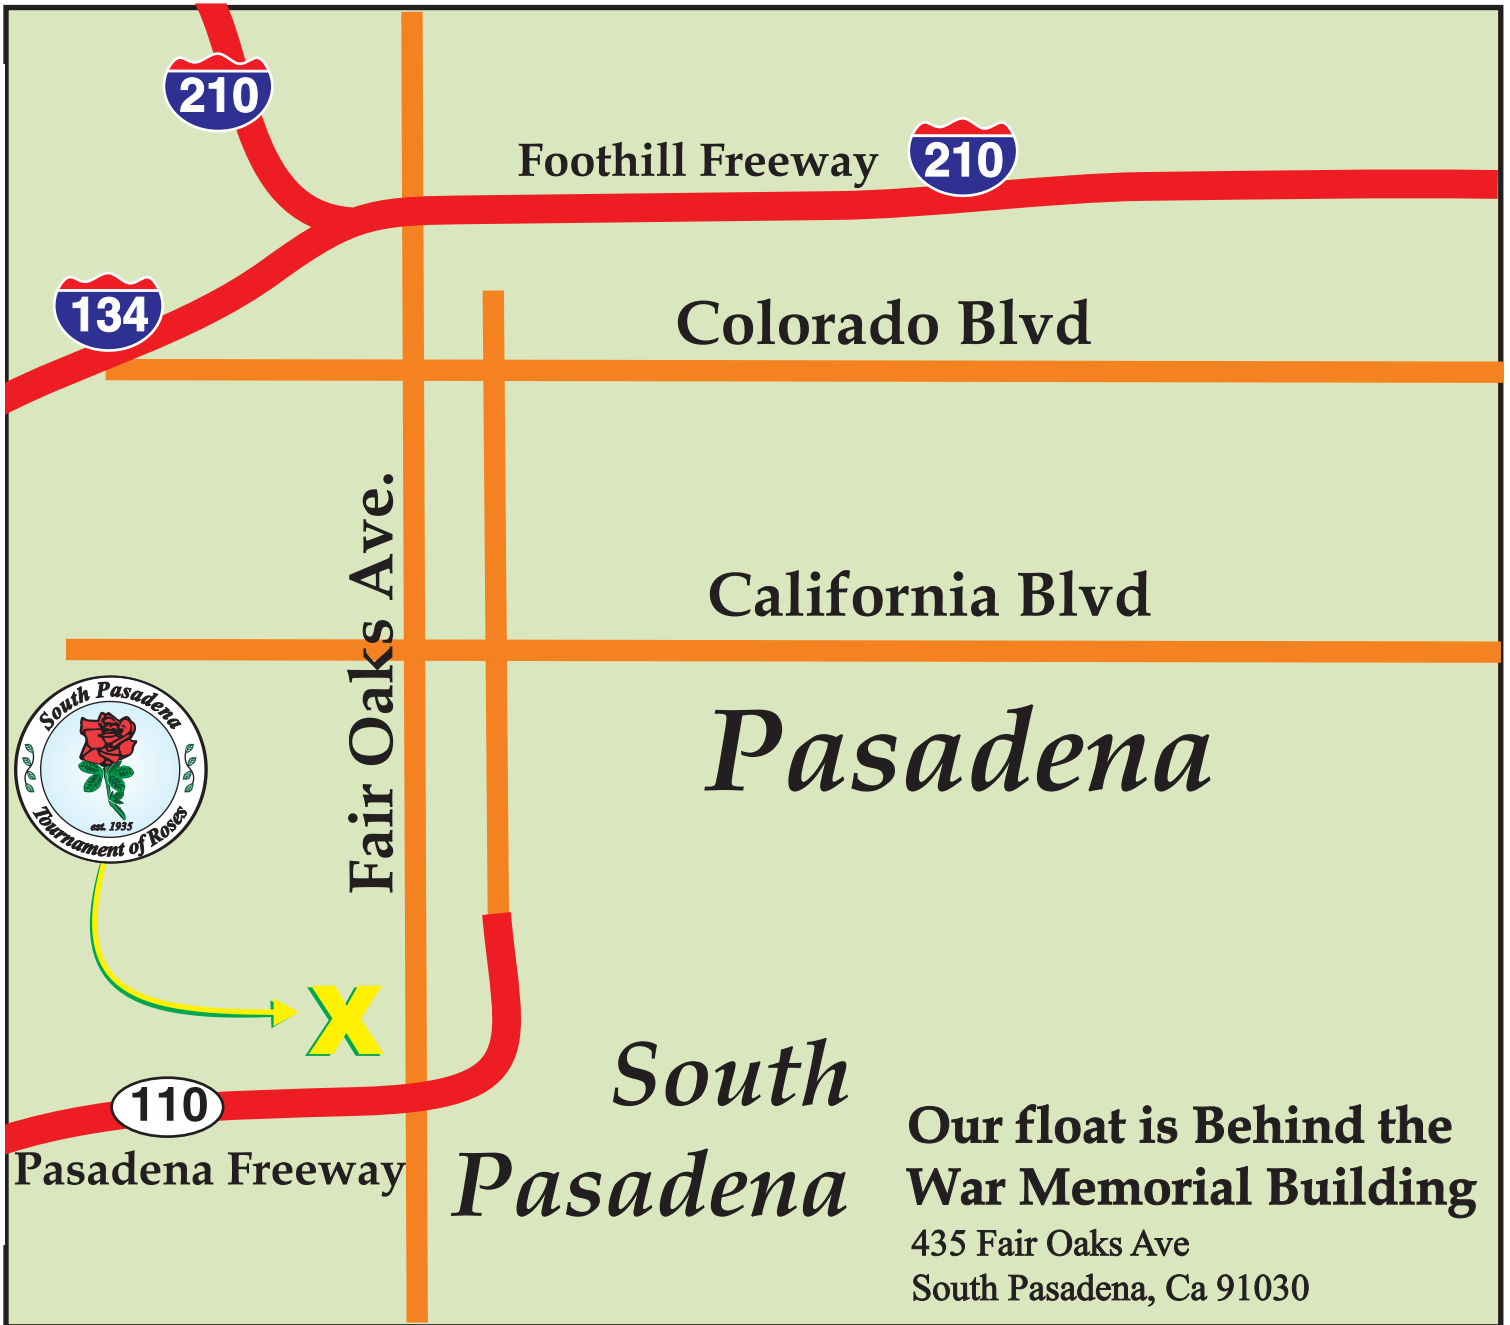 210
Foothill Freeway
210
134
Colorado Blvd
Fair Oaks Ave.
California Blvd
South Pasadena
est. 1935
Tournament of Roses
Pasadena
X
South
Pasadena
110
Pasadena Freeway
Our float is Behind the
War Memorial Building
435 Fair Oaks Ave
South Pasadena, Ca 91030